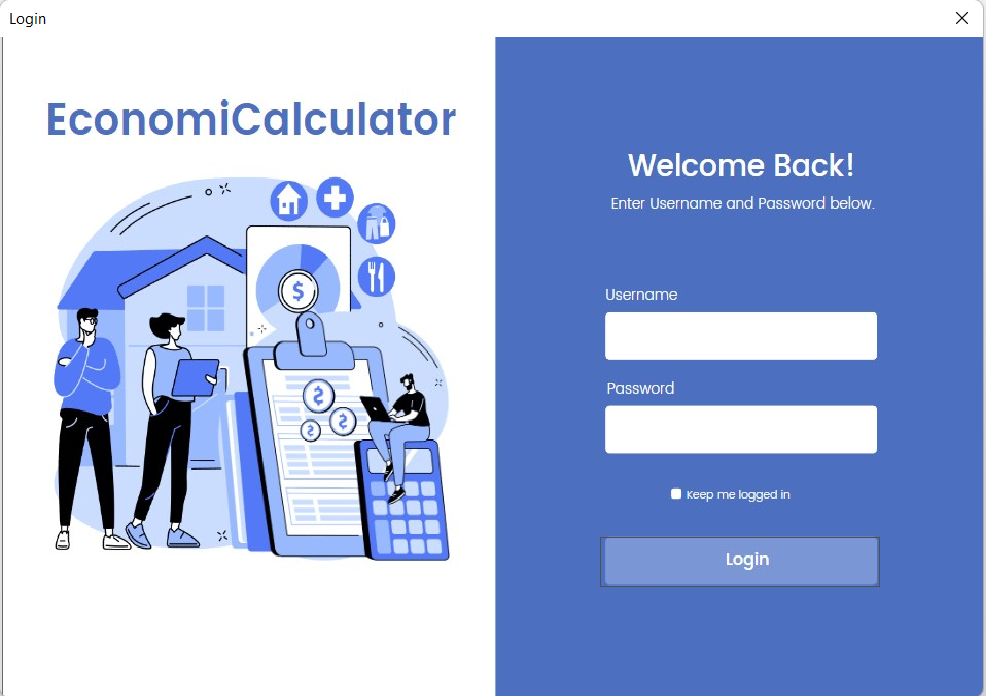 Login
EconomiCalculator
$
$
$
$
Welcome Back!
Enter Username and Password below.
Username
Password
Keep me logged in
Login